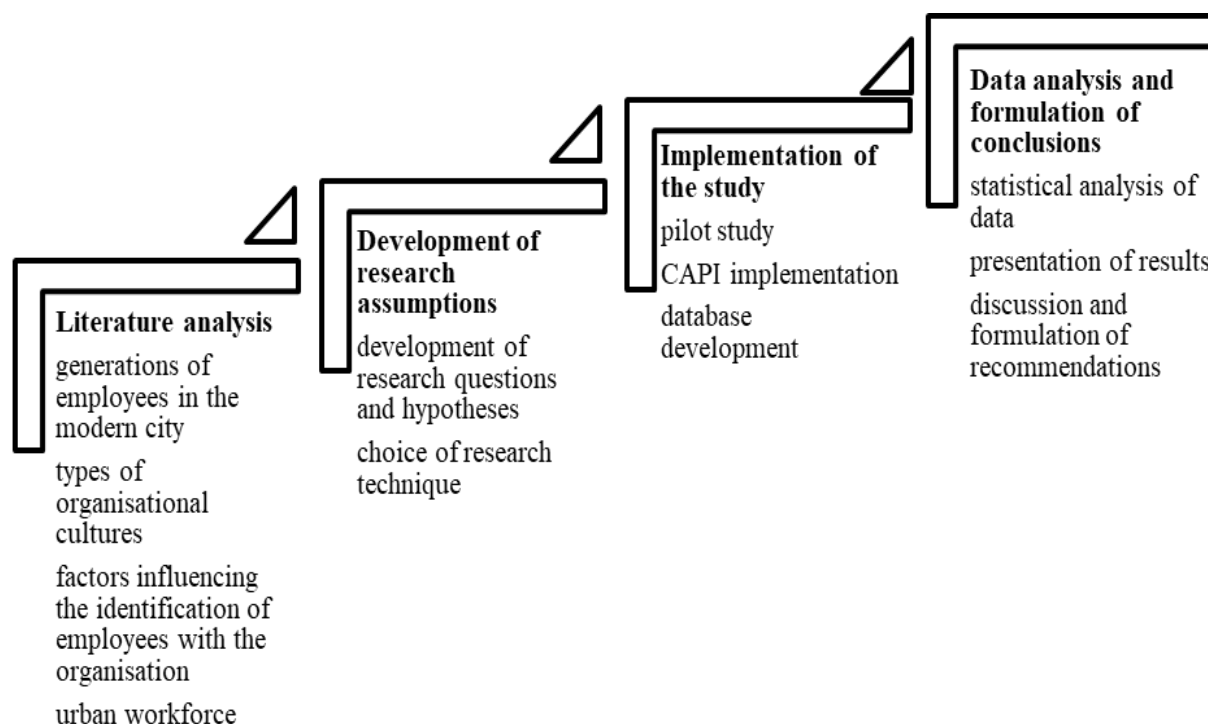 Literature analysis
generations of
employees in the
modern city
types of
organisational
cultures
factors influencing
the identification of
employees with the
organisation
urban workforce
Development of
research
assumptions
development of
research questions
and hypotheses
choice of research
technique
Implementation of
the study
pilot study
CAPI implementation
database
development
Data analysis and
formulation of
conclusions
statistical analysis of
data
presentation of results
discussion and
formulation of
recommendations